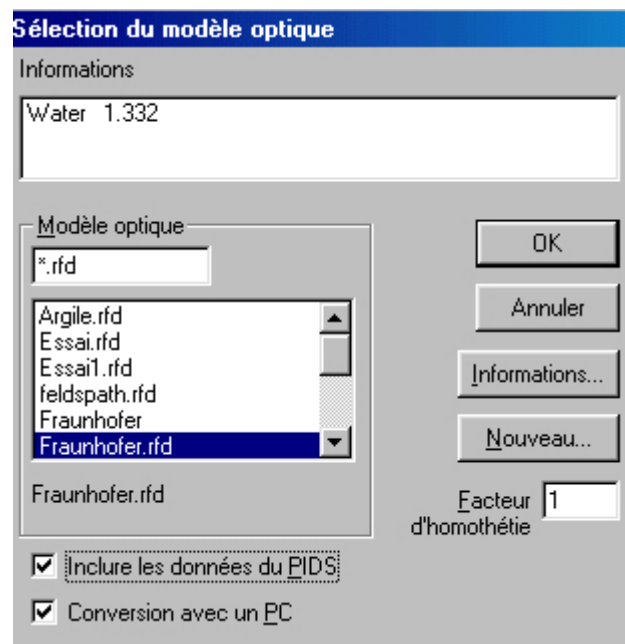 Sélection du modèle optique
Informations
Water 1.332
Modèle optique
*.rfd
Argile.rfd
Essai.rfd
Essai1.rfd
feldspath.rfd
Fraunhofer
Fraunhofer.rfd
Fraunhofer.rfd
OK
Annuler
Informations...
Nouveau...
Facteur 1
d'homothétie
Inclure les données du PIDS
Conversion avec un PC